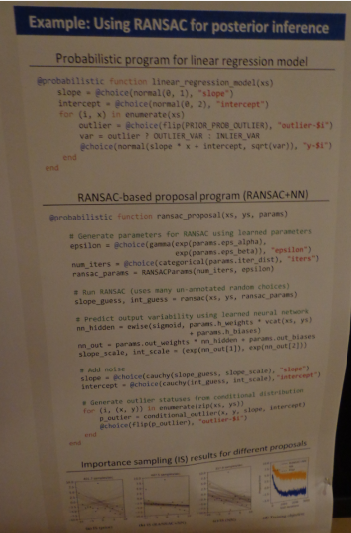 Example: Using RANSAC for posterior inference
Probabilistic program for linear regression model
@probabilistic function linear_regression_model(xs)
slope = @choice(normal(0, 1), "slope")
intercept = @choice(normal(0, 2), "intercept")
for (i, x) in enumerate(xs)
outlier = @choice(flip(PRIOR_PROB_OUTLIER), "outlier-$i")
var = outlier ? OUTLIER_VAR : INLIER_VAR
@choice(normal(slope * x + intercept, sqrt(var)), "y-$i")
end
end
RANSAC-based proposal program (RANSAC+NN)
@probabilistic function ransac_proposal(xs, ys, params)
# Generate parameters for RANSAC using learned parameters
epsilon = @choice(gamma(exp(params.eps_alpha),
exp(params.eps_beta)), "epsilon")
num_iters = @choice(categorical(params.iter_dist), "iters")
ransac_params = RANSACParams(num_iters, epsilon)
# Run RANSAC (uses many un-annotated random choices)
slope_guess, int_guess = ransac(xs, ys, ransac_params)
# Predict output variability using learned neural network
nn_hidden = ewise(sigmoid, params.h_weights * vcat(xs, ys)
+ params.h_biases)
nn_out = params.out_weights * nn_hidden + params.out_biases
slope_scale, int_scale = (exp(nn_out[1]), exp(nn_out[2]))
# Add noise
slope = @choice(cauchy(slope_guess, slope_scale), "slope")
intercept = @choice(cauchy(int_guess, int_scale), "intercept")
# Generate outlier statuses from conditional distribution
for (i, (x, y)) in enumerate(zip(xs, ys))
p_outlier = conditional_outlier(x, y, slope, intercept)
@choice(flip(p_outlier), "outlier-$i")
end
end
Importance sampling (IS) results for different proposals